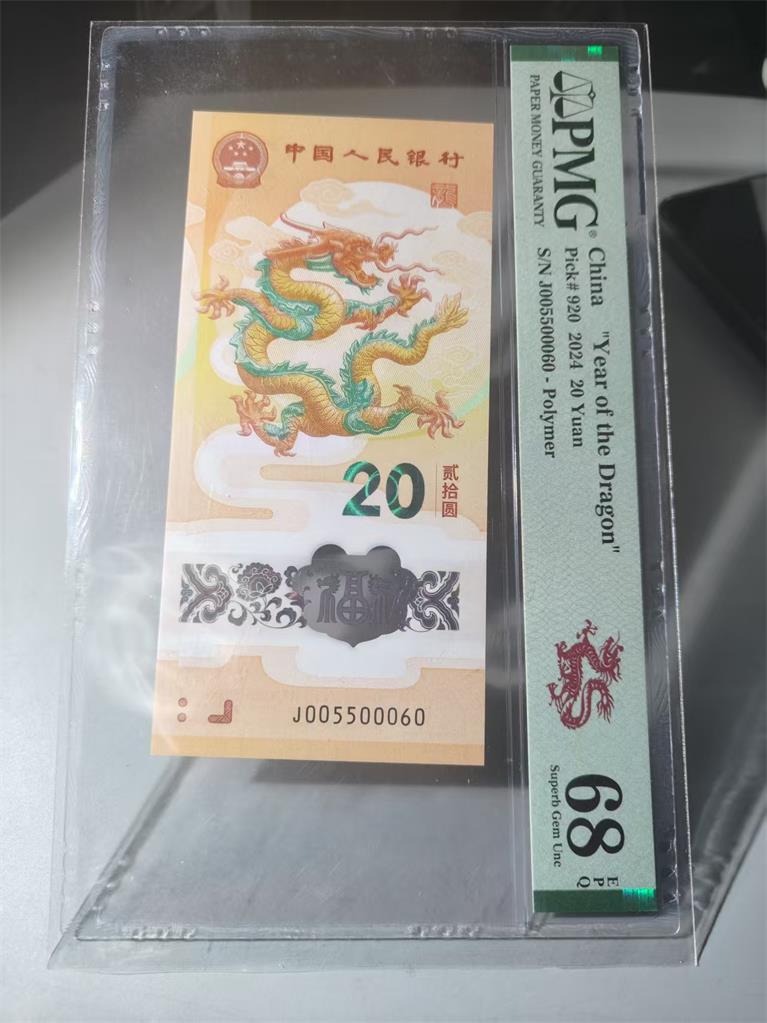 中国人民银行
20
贰拾圆
福
J005500060
PMG®
PAPER MONEY GUARANTY
China "Year of the Dragon"
Pick# 920 2024 20 Yuan
S/N J005500060 - Polymer
68
EPQ
Superb Gem Unc